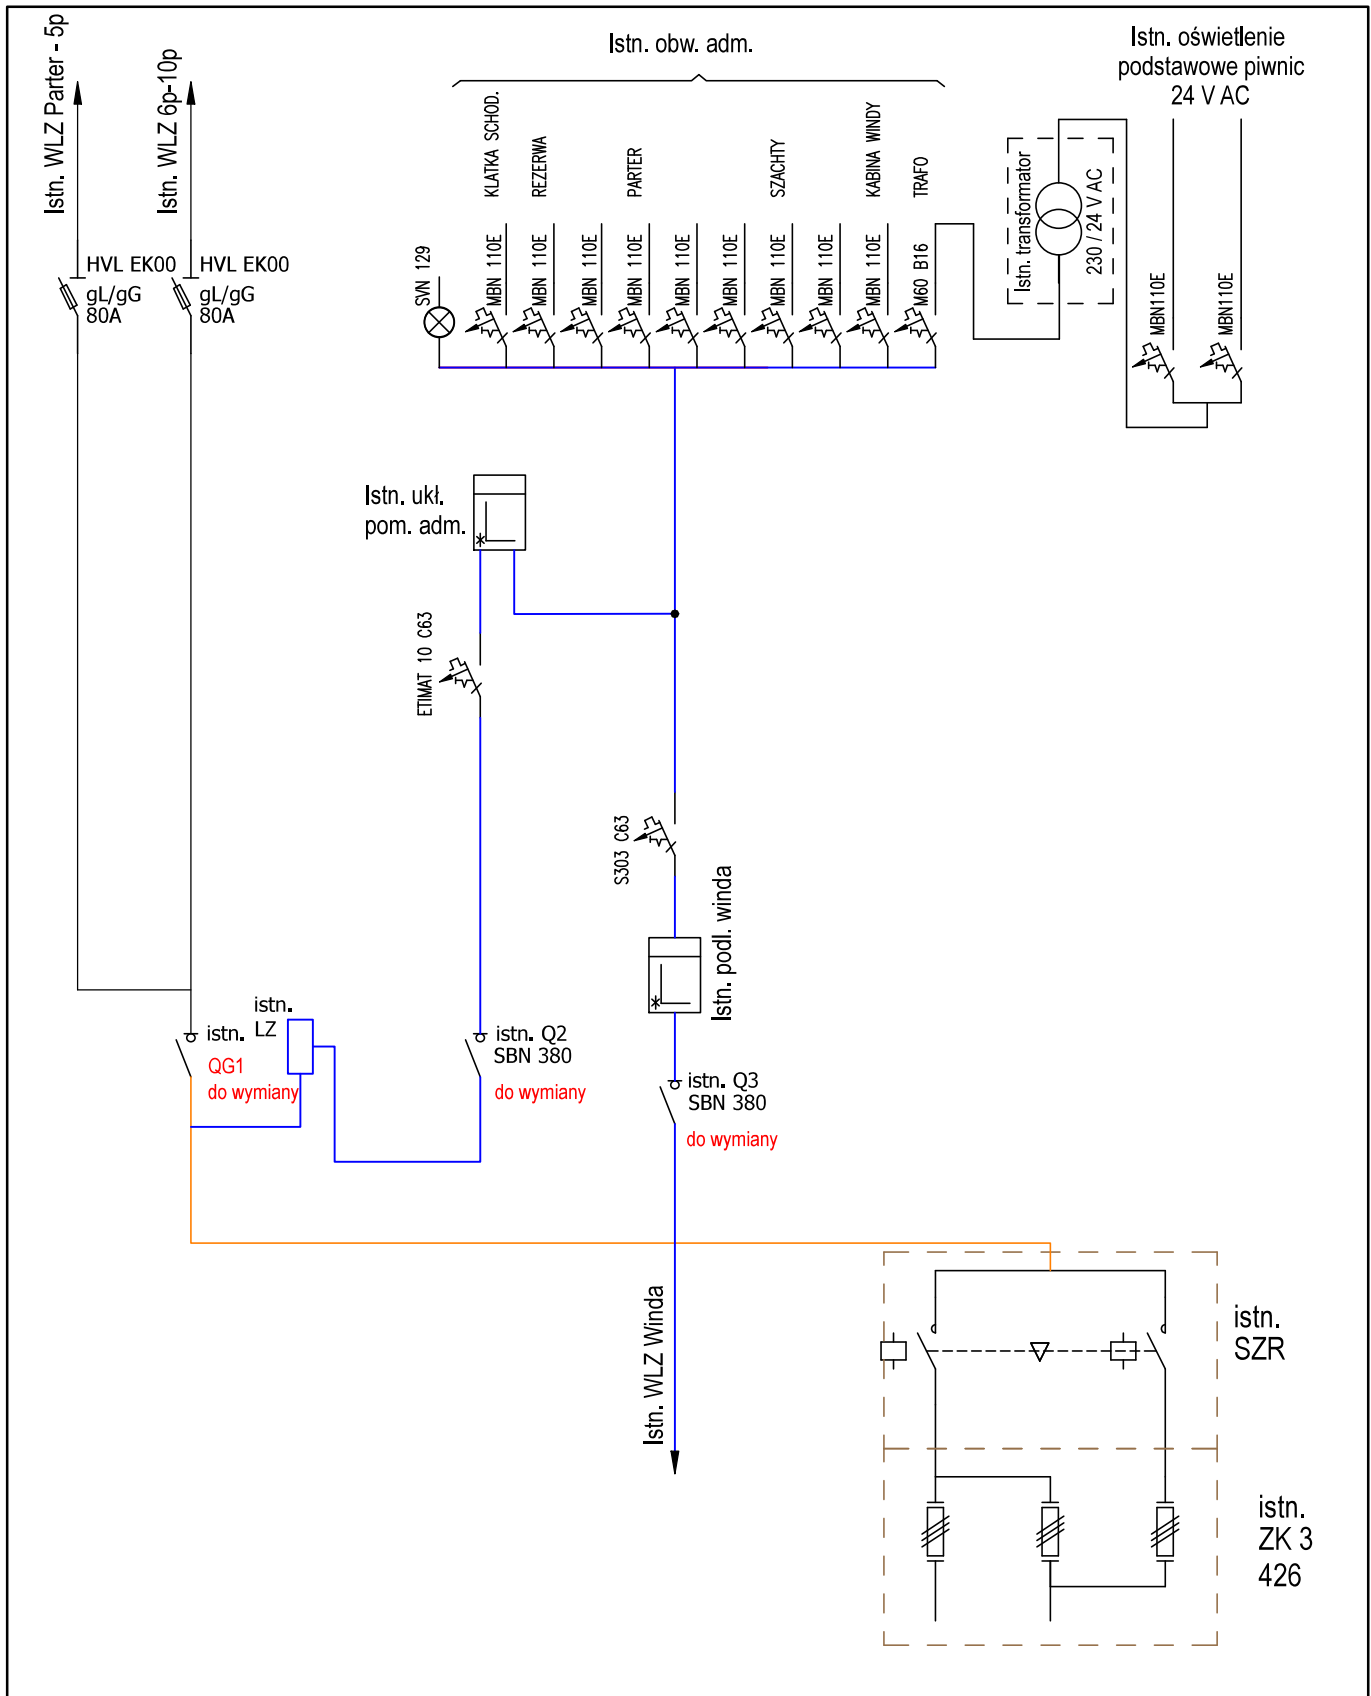 Istn. WLZ Parter - 5p
Istn. WLZ 6p-10p
HVL EK00
gL/gG
80A
HVL EK00
gL/gG
80A
Istn. obw. adm.
KLATKA SCHOD.
REZERWA
PARTER
SZACHTY
KABINA WINDY
TRAFO
SVN 129
MBN 110E
MBN 110E
MBN 110E
MBN 110E
MBN 110E
MBN 110E
MBN 110E
MBN 110E
MBN 110E
M60 B16
Istn. transformator
230 / 24 V AC
Istn. oświetlenie
podstawowe piwnic
24 V AC
MBN110E
MBN110E
Istn. ukł.
pom. adm.
ETIMAT 10 C63
S303 C63
Istn. podl. winda
istn.
QG1
do wymiany
istn.
LZ
istn. Q2
SBN 380
do wymiany
istn. Q3
SBN 380
do wymiany
Istn. WLZ Winda
istn.
SZR
istn.
ZK 3
426